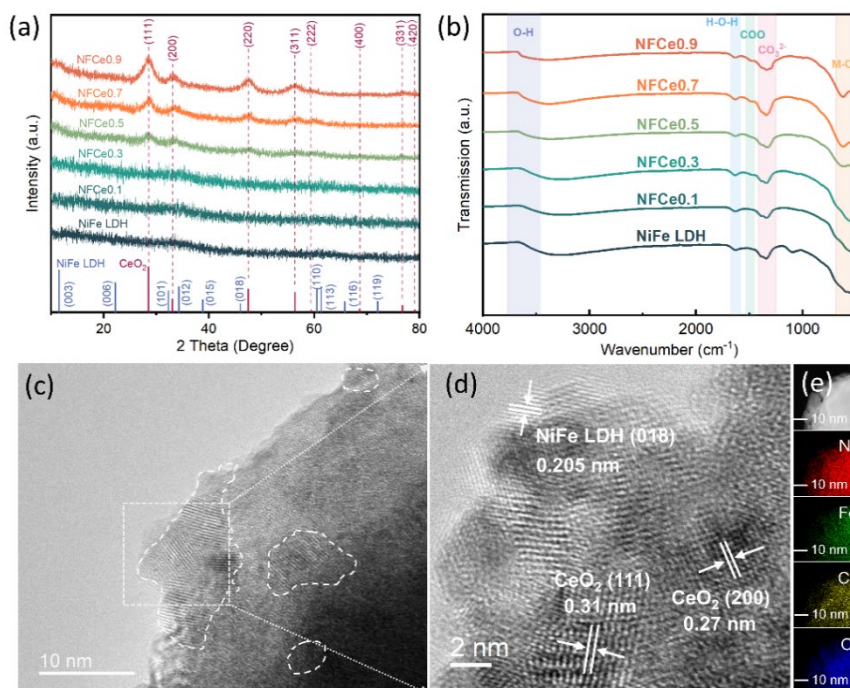 (a)
Intensity (a.u.)
(111)
(200)
(220)
(311)
(222)
(400)
(331)
(420)
NFCe0.9
NFCe0.7
NFCe0.5
NFCe0.3
NFCe0.1
NiFe LDH
NiFe LDH
CeO2
(003)
(006)
(101)
(012)
(015)
(018)
(110)
(113)
(116)
(119)
10 20 40 60 80
2 Theta (Degree)
(b)
Transmission (a.u.)
O-H
H-O-H
COO
CO3²⁻
NFCe0.9
NFCe0.7
NFCe0.5
NFCe0.3
NFCe0.1
NiFe LDH
4000 3000 2000 1000
Wavenumber (cm⁻¹)
(c)
10 nm
(d)
NiFe LDH (018)
0.205 nm
CeO2 (111)
0.31 nm
CeO2 (200)
0.27 nm
2 nm
(e)
10 nm
10 nm
10 nm
10 nm
10 nm